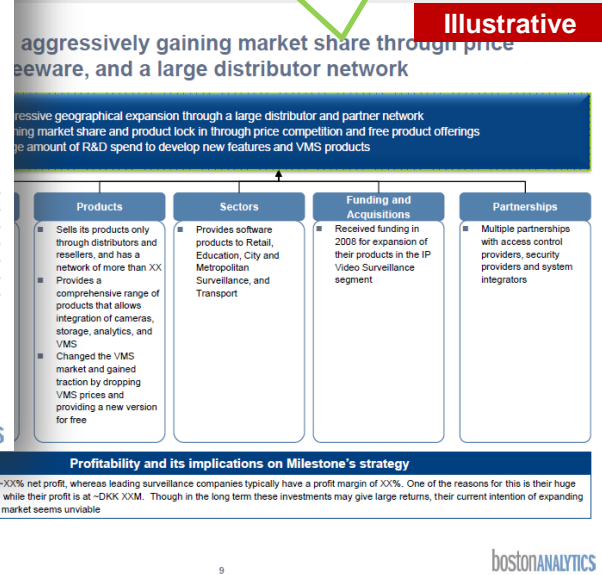 Illustrative
aggressively gaining market share through price
eeware, and a large distributor network
ressive geographical expansion through a large distributor and partner network
ning market share and product lock in through price competition and free product offerings
ge amount of R&D spend to develop new features and VMS products
Products
Sells its products only
through distributors and
resellers, and has a
network of more than XX
Provides a
comprehensive range of
products that allows
integration of cameras,
storage, analytics, and
VMS
Changed the VMS
market and gained
traction by dropping
VMS prices and
providing a new version
for free
Sectors
Provides software
products to Retail,
Education, City and
Metropolitan
Surveillance, and
Transport
Funding and
Acquisitions
Received funding in
2008 for expansion of
their products in the IP
Video Surveillance
segment
Partnerships
Multiple partnerships
with access control
providers, security
providers and system
integrators
Profitability and its implications on Milestone's strategy
~XX% net profit, whereas leading surveillance companies typically have a profit margin of XX%. One of the reasons for this is their huge
while their profit is at ~DKK XXM. Though in the long term these investments may give large returns, their current intention of expanding
market seems unviable
9
bostonANALYTICS